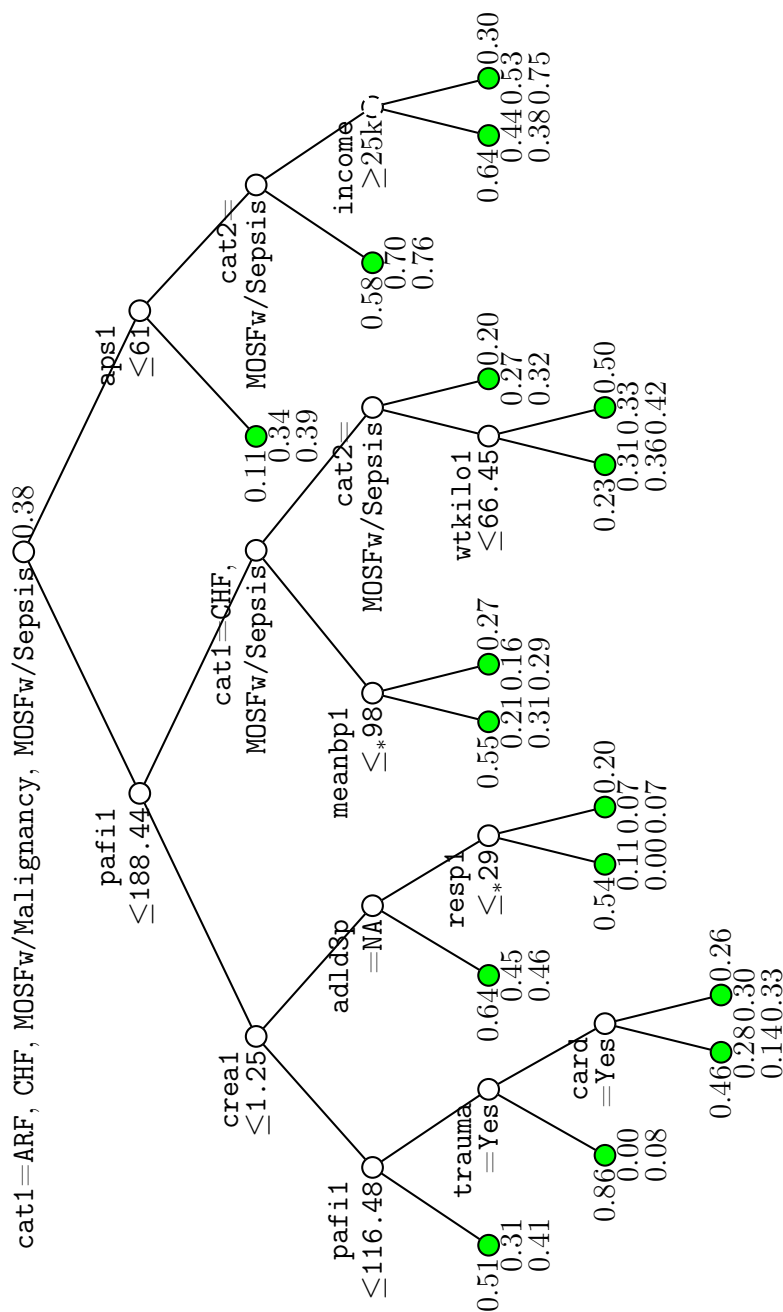 cat1=ARF, CHF, MOSFw/Malignancy, MOSFw/Sepsis 0.38
pafi1
≤188.44
aps1
≤61
crea1
≤1.25
cat1=CHF,
MOSFw/Sepsis
0.11
0.34
0.39
cat2=
MOSFw/Sepsis
pafi1
≤116.48
adld3p
=NA
meanbp1
≤*98
cat2=
MOSFw/Sepsis
0.58
0.70
0.76
income
≥25k
0.51
0.31
0.41
trauma
=Yes
0.64
0.45
0.46
resp1
≤*29
0.55 0.27
0.21 0.16
0.31 0.29
wtkilo1
≤66.45
0.20
0.27
0.32
0.64 0.30
0.44 0.53
0.38 0.75
0.86
0.00
0.08
card
=Yes
0.54 0.20
0.11 0.07
0.00 0.07
0.23 0.50
0.31 0.33
0.36 0.42
0.46 0.26
0.28 0.30
0.14 0.33